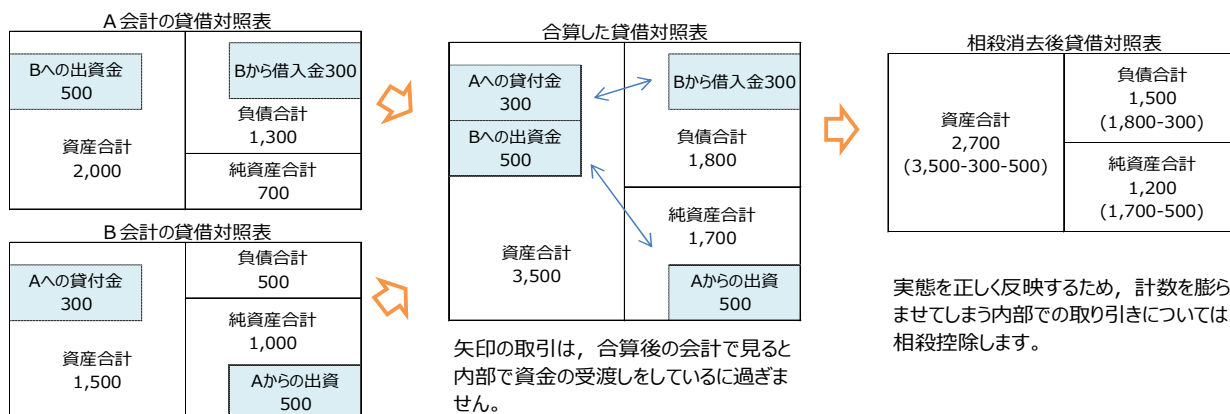 A会計の貸借対照表
Bへの出資金
500
Bから借入金300
負債合計
1,300
資産合計
2,000
純資産合計
700
B会計の貸借対照表
Aへの貸付金
300
負債合計
500
純資産合計
1,000
資産合計
1,500
Aからの出資
500
合算した貸借対照表
Aへの貸付金
300
Bから借入金300
Bへの出資金
500
負債合計
1,800
純資産合計
1,700
資産合計
3,500
Aからの出資
500
矢印の取引は，合算後の会計で見ると
内部で資金の受渡しをしているに過ぎま
せん。
相殺消去後貸借対照表
資産合計
2,700
(3,500-300-500)
負債合計
1,500
(1,800-300)
純資産合計
1,200
(1,700-500)
実態を正しく反映するため，計数を膨ら
ませてしまう内部での取り引きについては
相殺控除します。